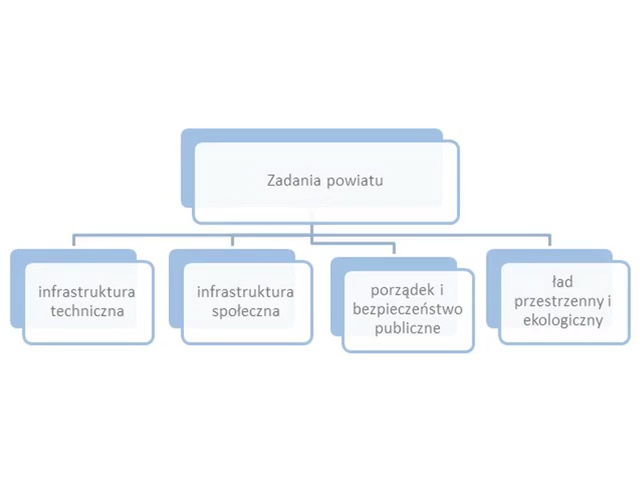 Zadania powiatu
infrastruktura
techniczna
infrastruktura
społeczna
porządek i
bezpieczeństwo
publiczne
ład
przestrzenny i
ekologiczny